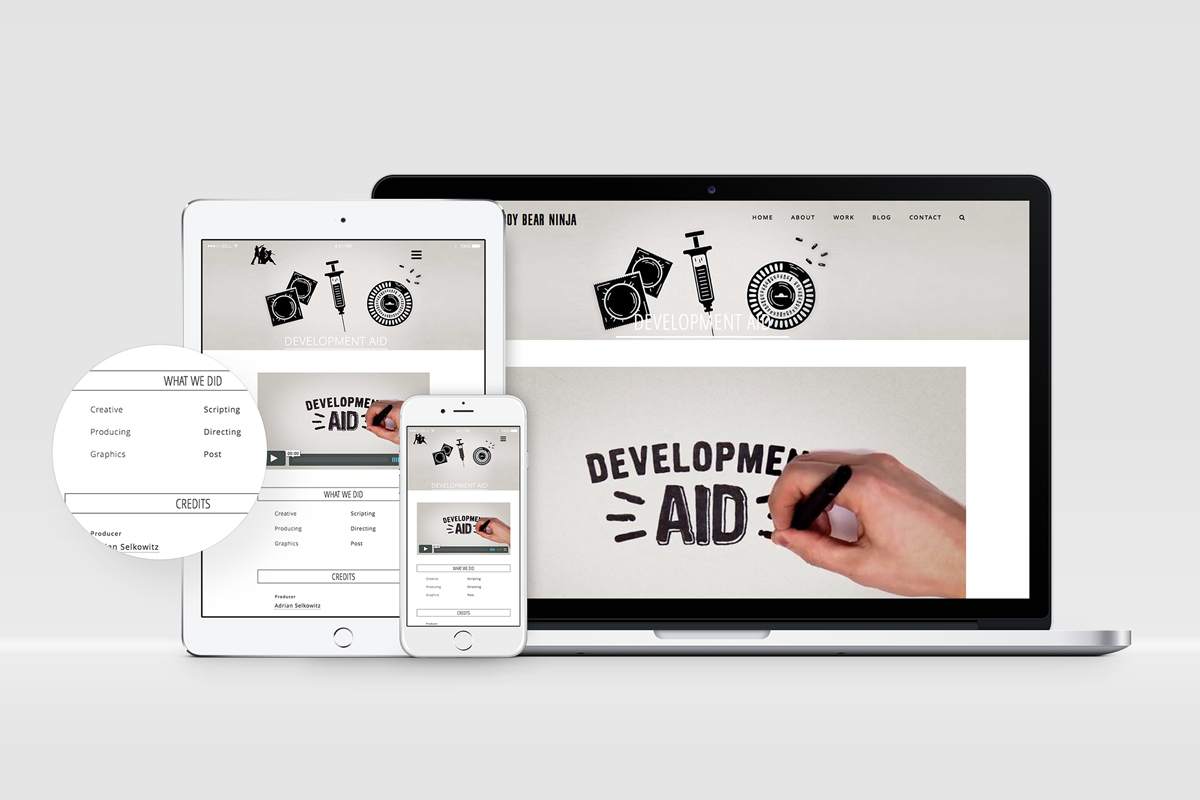 OY BEAR NINJA
HOME ABOUT WORK BLOG CONTACT
DEVELOPMENT AID
DEVELOPMEN
AID
DEVELOPMENT AID
DEVELOPMENT
AID
00:00
WHAT WE DID
Creative Scripting
Producing Directing
Graphics Post
CREDITS
Producer
Adrian Selkowitz
WHAT WE DID
Creative Scripting
Producing Directing
Graphics Post
CREDITS
Producer
an Selkowitz
DEVELOPMENT AID
DEVELOPMENT
AID
WHAT WE DID
Creative Scripting
Producing Directing
Graphics Post
CREDITS
Producer